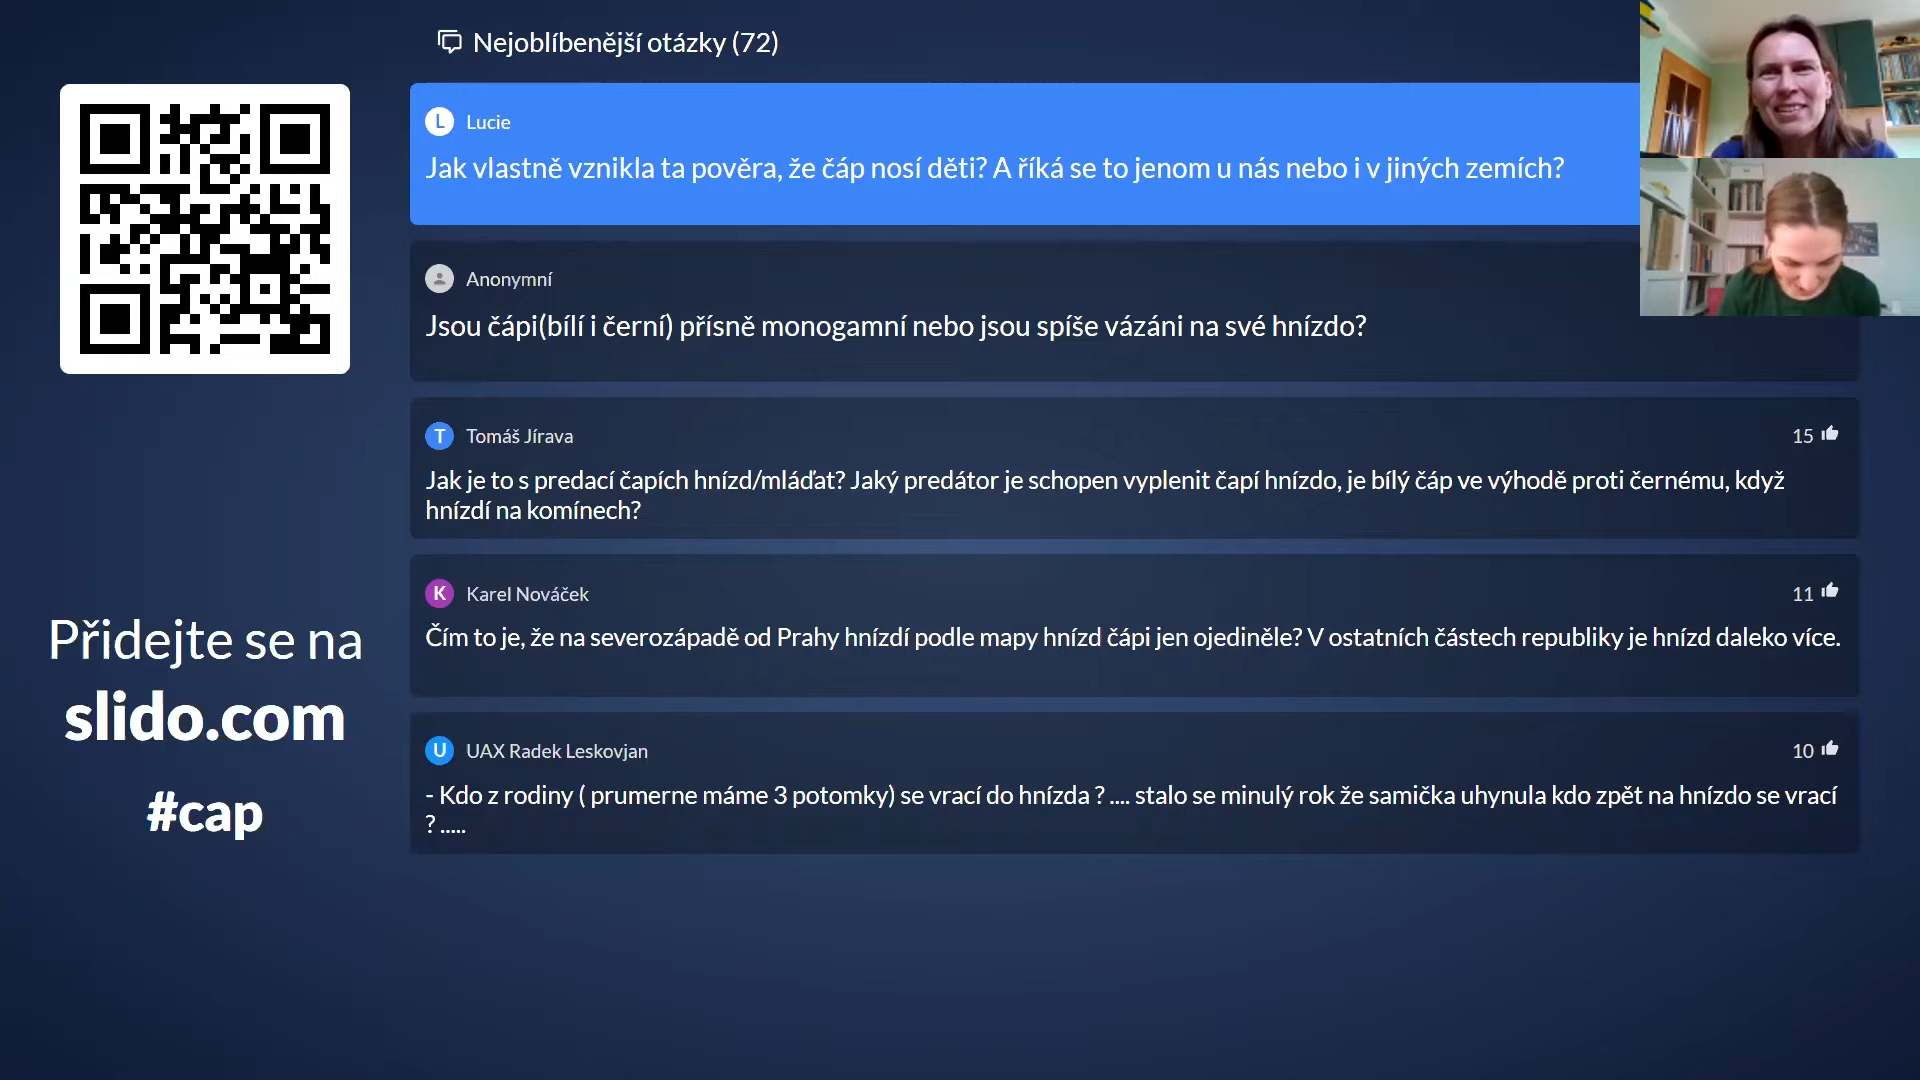 Nejoblíbenější otázky (72)
L Lucie
Jak vlastně vznikla ta pověra, že čáp nosí děti? A říká se to jenom u nás nebo i v jiných zemích?
Anonymní
Jsou čápi(bílí i černí) přísně monogamní nebo jsou spíše vázáni na své hnízdo?
T Tomáš Jírava 15
Jak je to s predací čapích hnízd/mláďat? Jaký predátor je schopen vyplenit čapí hnízdo, je bílý čáp ve výhodě proti černému, když
hnízdí na komínech?
K Karel Nováček 11
Čím to je, že na severozápadě od Prahy hnízdí podle mapy hnízd čápi jen ojediněle? V ostatních částech republiky je hnízd daleko více.
U UAX Radek Leskovjan 10
- Kdo z rodiny ( prumerne máme 3 potomky) se vrací do hnízda ? .... stalo se minulý rok že samička uhynula kdo zpět na hnízdo se vrací
? .....
Přidejte se na
slido.com
#cap